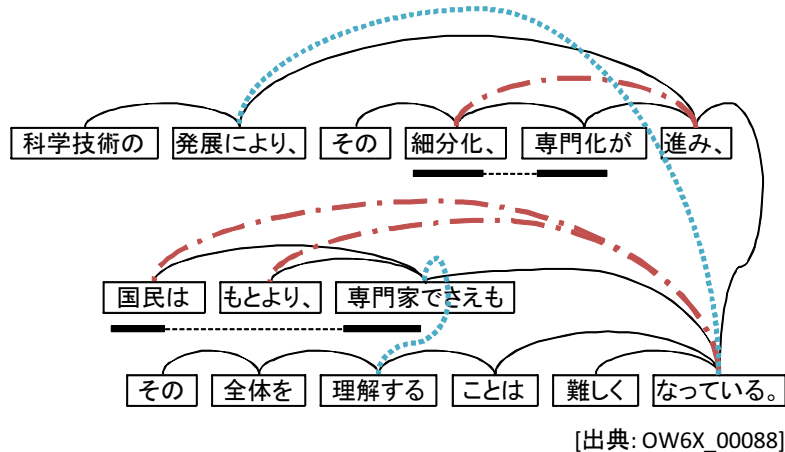 科学技術の 発展により、 その 細分化、 専門化が 進み、
国民は もとより、 専門家でさえも
その 全体を 理解する ことは 難しく なっている。
[出典: OW6X_00088]